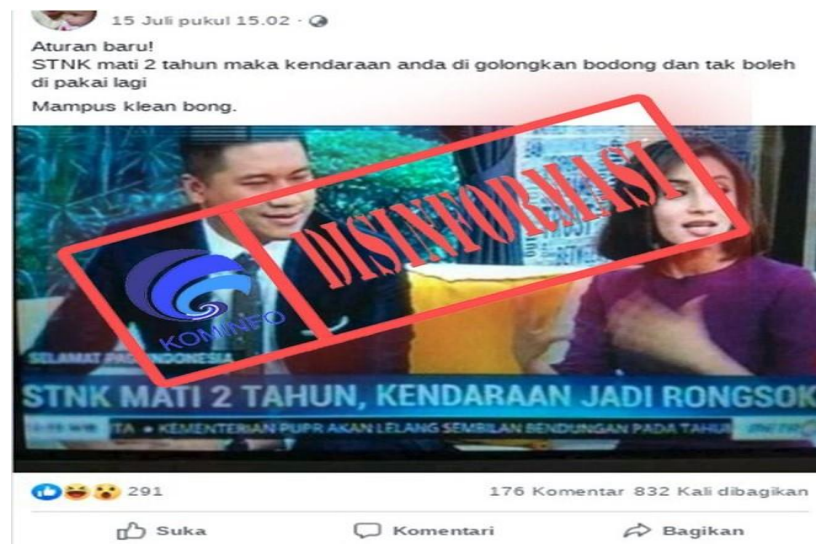 15 Juli pukul 15.02 ·
Aturan baru!
STNK mati 2 tahun maka kendaraan anda di golongkan bodong dan tak boleh
di pakai lagi
Mampus klean bong.
DISINFORMASI
KOMINFO
SELAMAT PAGI INDONESIA
STNK MATI 2 TAHUN, KENDARAAN JADI RONGSOK
TA • KEMENTERIAN PUPR AKAN LELANG SEMBILAN BENDUNGAN PADA TAHU
291
176 Komentar 832 Kali dibagikan
Suka
Komentari
Bagikan